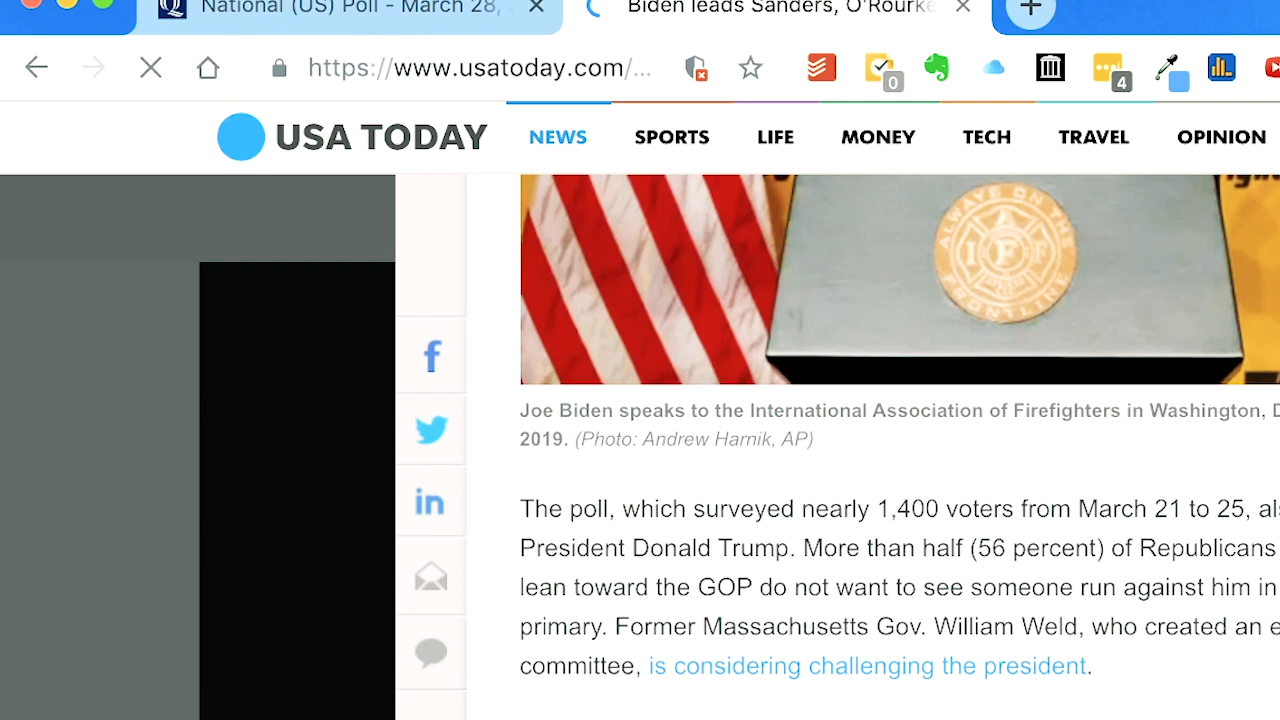 National (US) Poll - March 28,
Biden leads Sanders, O'Rourke
https://www.usatoday.com/...
0
4
USA TODAY
NEWS SPORTS LIFE MONEY TECH TRAVEL OPINION
ALWAYS ON THE
I A F F
FRONTLINE
Joe Biden speaks to the International Association of Firefighters in Washington, D
2019. (Photo: Andrew Harnik, AP)
The poll, which surveyed nearly 1,400 voters from March 21 to 25, als
President Donald Trump. More than half (56 percent) of Republicans
lean toward the GOP do not want to see someone run against him in
primary. Former Massachusetts Gov. William Weld, who created an e
committee, is considering challenging the president.